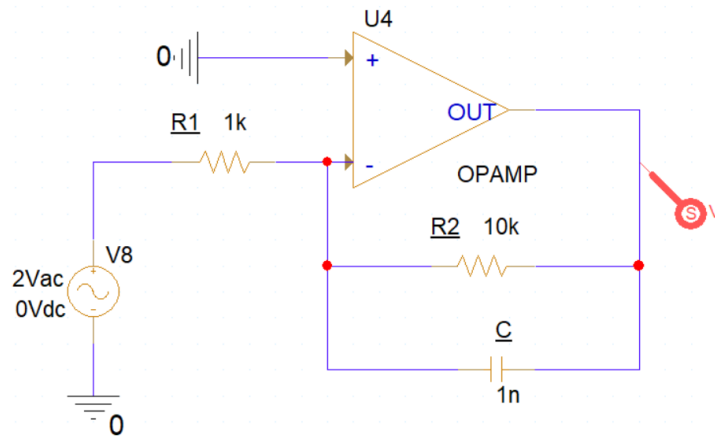 U4
0
+
R1 1k
OUT
-
OPAMP
S
V
R2 10k
V8
2Vac
0Vdc
+
-
C
1n
0